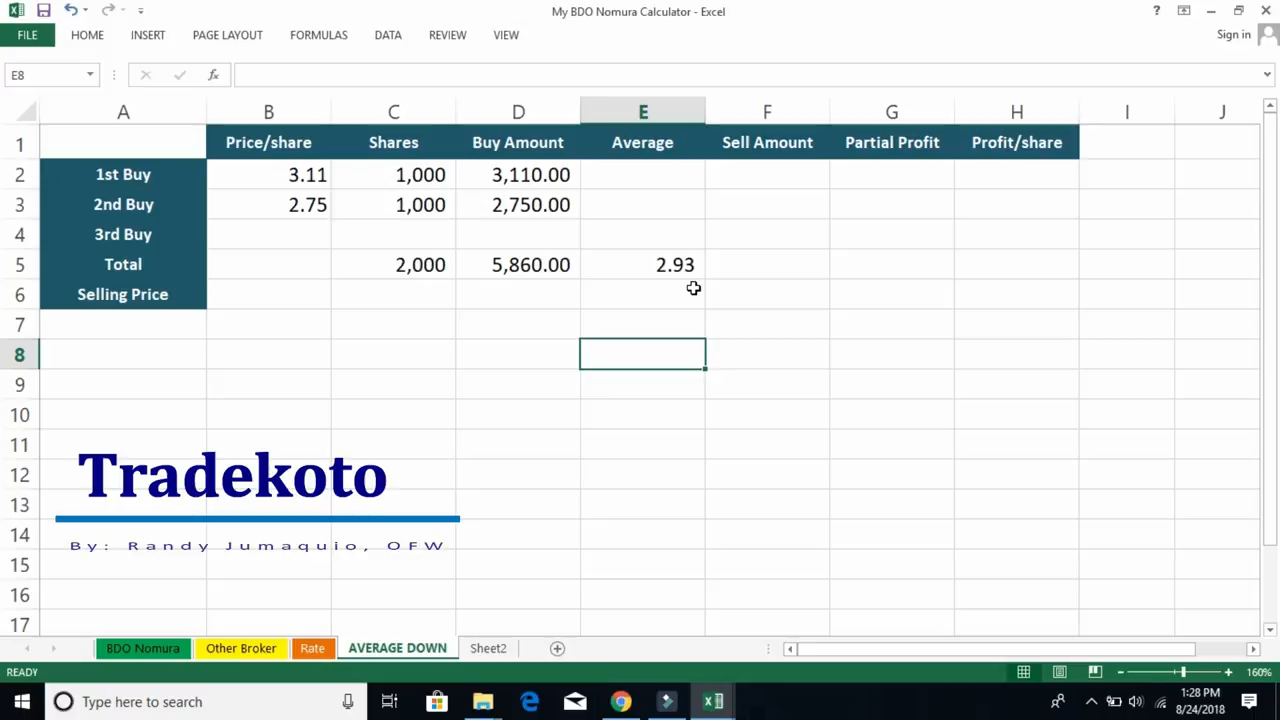 My BDO Nomura Calculator - Excel
?
FILE HOME INSERT PAGE LAYOUT FORMULAS DATA REVIEW VIEW Sign in
E8 fx
A B C D E F G H I J
1 Price/share Shares Buy Amount Average Sell Amount Partial Profit Profit/share
2 1st Buy 3.11 1,000 3,110.00
3 2nd Buy 2.75 1,000 2,750.00
4 3rd Buy
5 Total 2,000 5,860.00 2.93
6 Selling Price
7
8
9
10
11
12
13
14
15
16
17
Tradekoto
By: Randy Jumaquio, OFW
BDO Nomura Other Broker Rate AVERAGE DOWN Sheet2
READY 160%
Type here to search 1:28 PM
8/24/2018